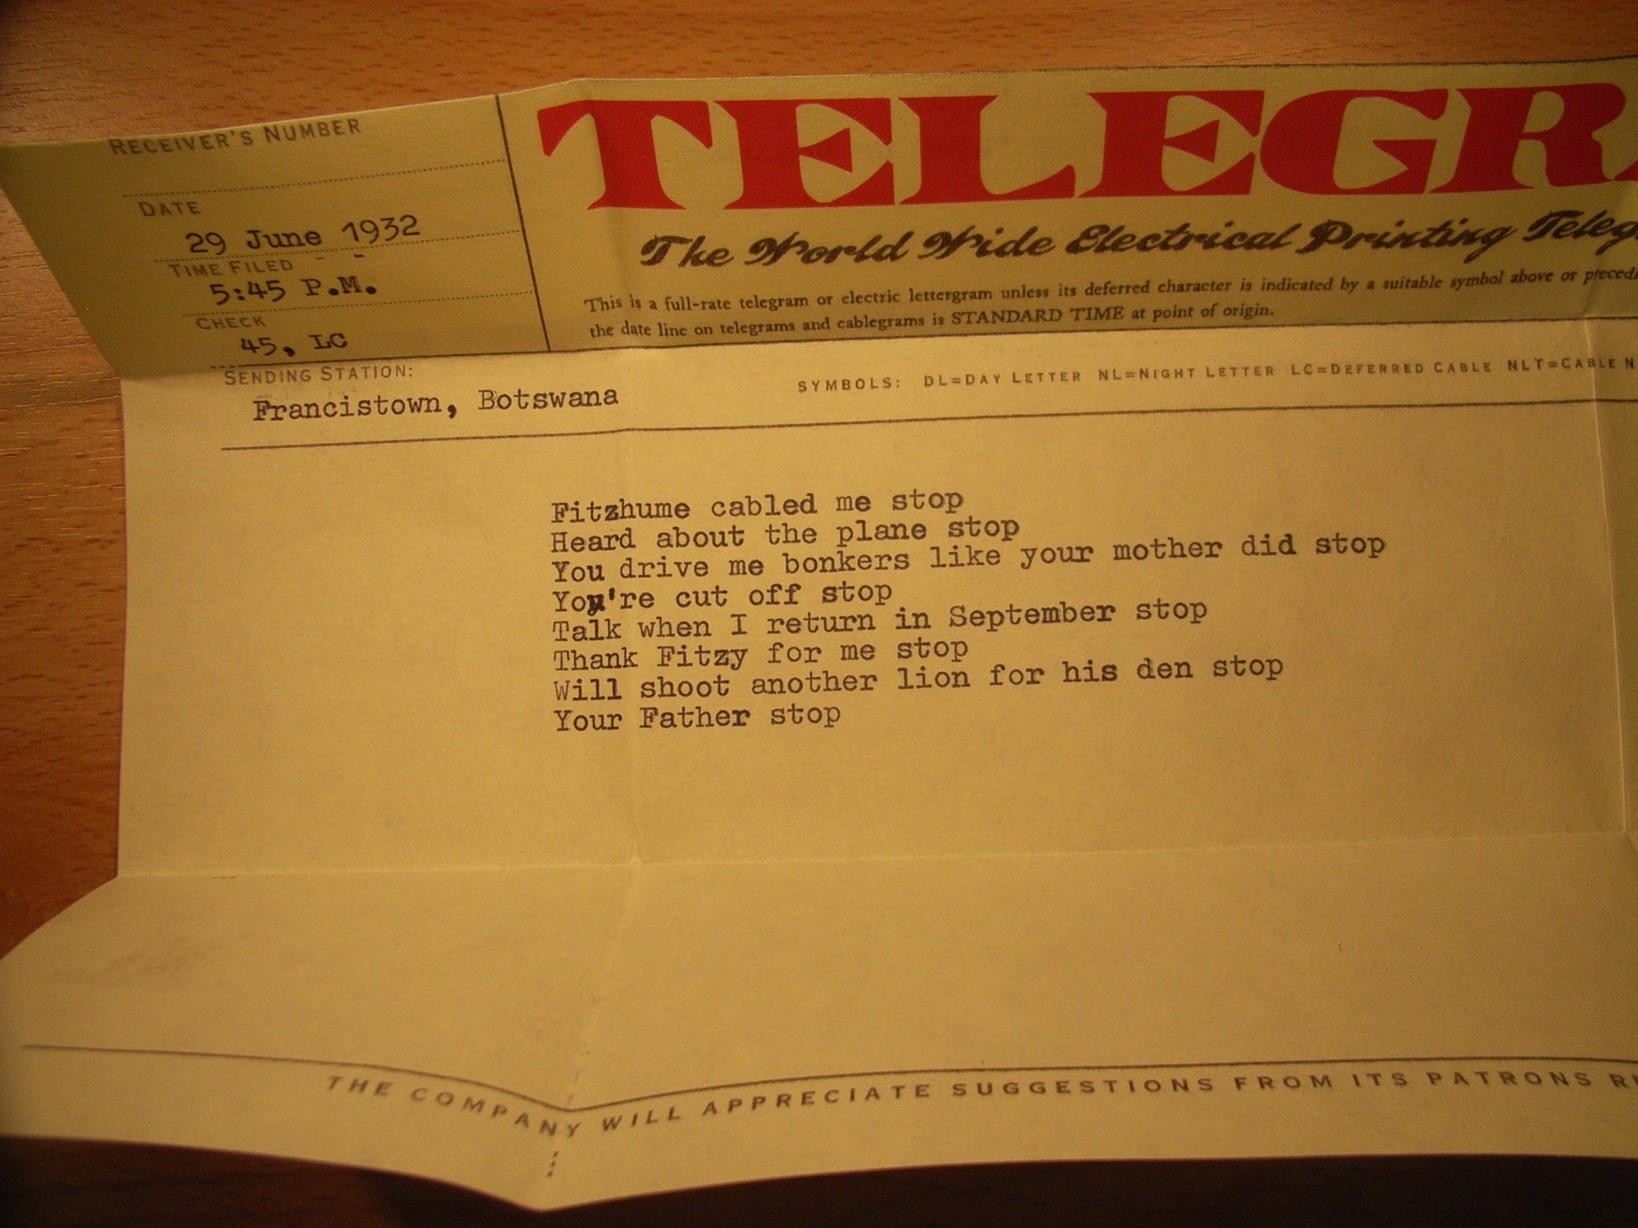 RECEIVER'S NUMBER
DATE
29 June 1932
TIME FILED
5:45 P.M.
CHECK
45, LC
TELEGR
The World Wide Electrical Printing
This is a full-rate telegram or electric lettergram unless its deferred character is indicated by a suitable symbol above or
the date line on telegrams and cablegrams is STANDARD TIME at point of origin.
SENDING STATION:
Francistown, Botswana
SYMBOLS: DL=DAY LETTER NL=NIGHT LETTER LC=DEFERRED CABLE NLT=CABLE N
Fitzhume cabled me stop
Heard about the plane stop
You drive me bonkers like your mother did stop
You're cut off stop
Talk when I return in September stop
Thank Fitzy for me stop
Will shoot another lion for his den stop
Your Father stop
THE COMPANY WILL APPRECIATE SUGGESTIONS FROM ITS PATRONS